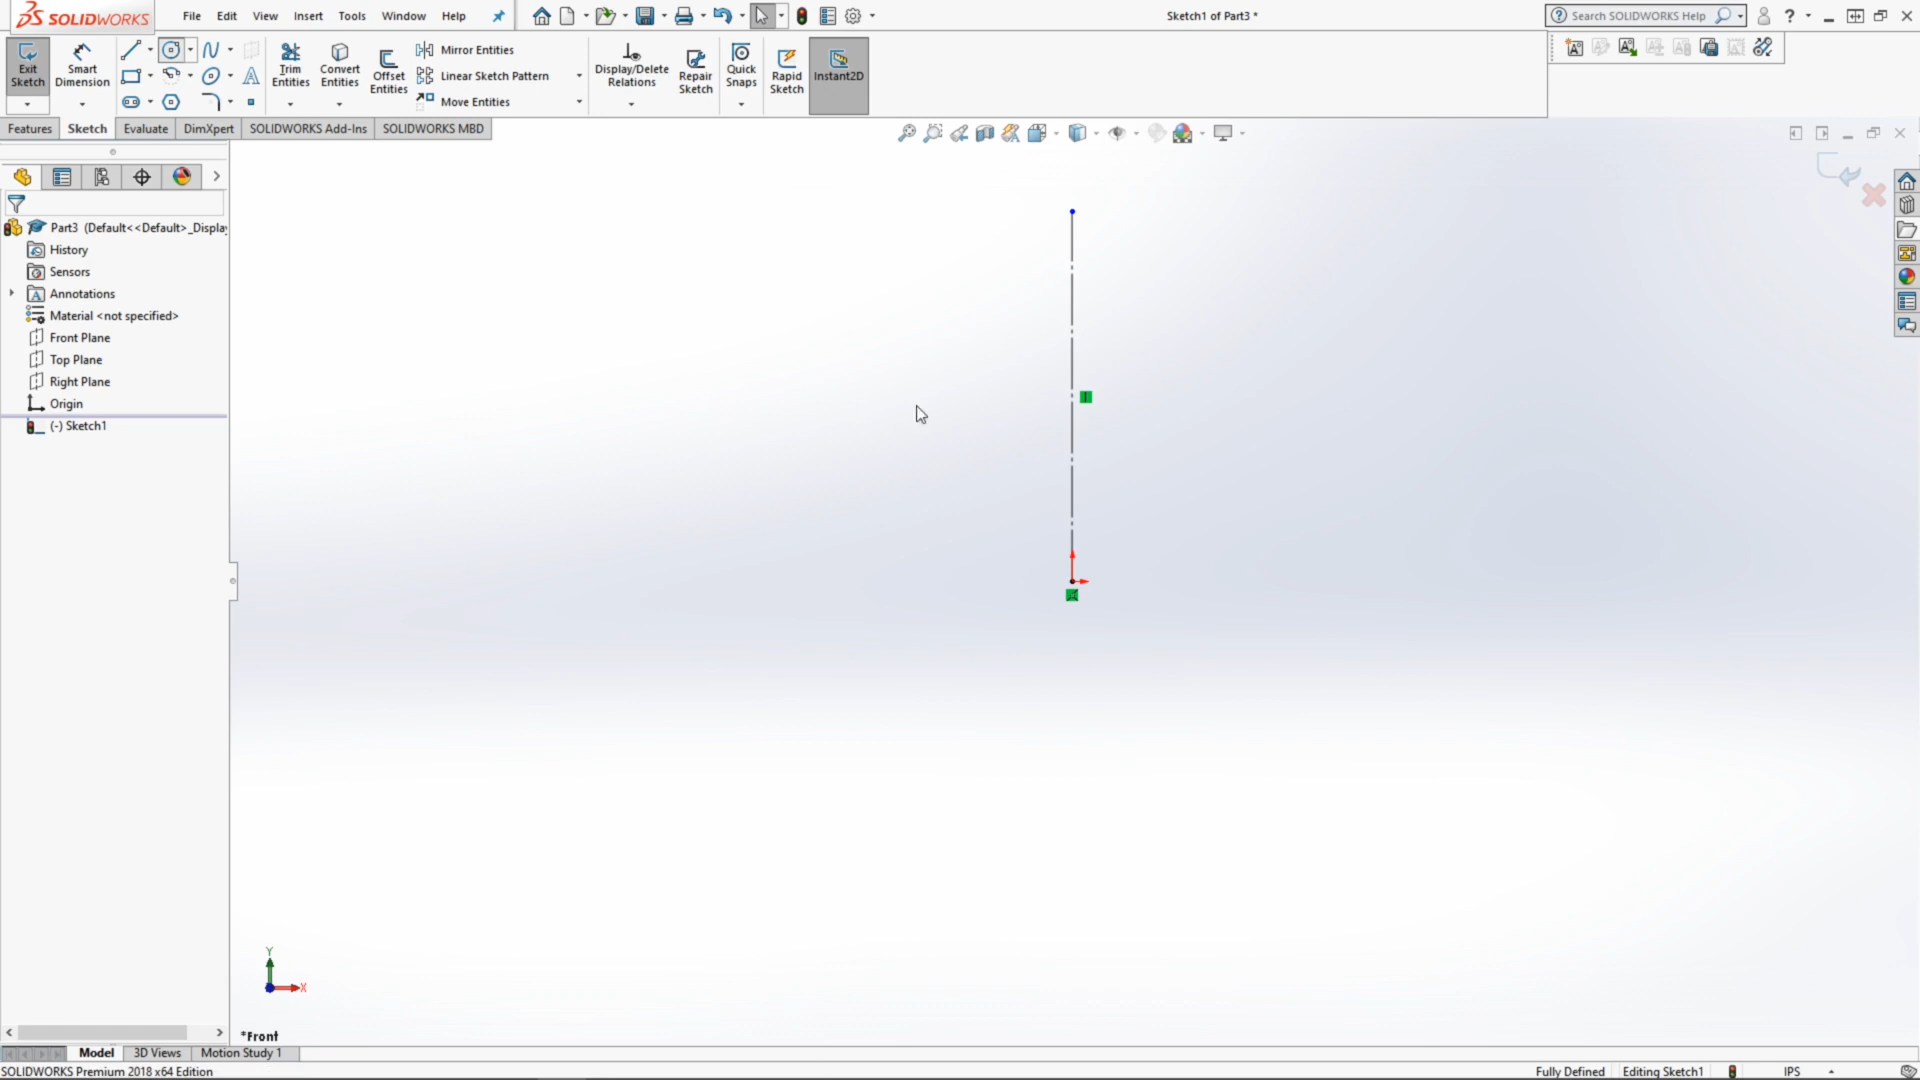 SOLIDWORKS File Edit View Insert Tools Window Help Sketch1 of Part3 * Search SOLIDWORKS Help
Exit Sketch
Smart Dimension
Trim Entities
Convert Entities
Offset Entities
Mirror Entities
Linear Sketch Pattern
Move Entities
Display/Delete Relations
Repair Sketch
Quick Snaps
Rapid Sketch
Instant2D
Features Sketch Evaluate DimXpert SOLIDWORKS Add-Ins SOLIDWORKS MBD
Part3 (Default<<Default>_Display
History
Sensors
Annotations
Material <not specified>
Front Plane
Top Plane
Right Plane
Origin
(-) Sketch1
Y
X
*Front
Model 3D Views Motion Study 1
SOLIDWORKS Premium 2018 x64 Edition Fully Defined Editing Sketch1 IPS